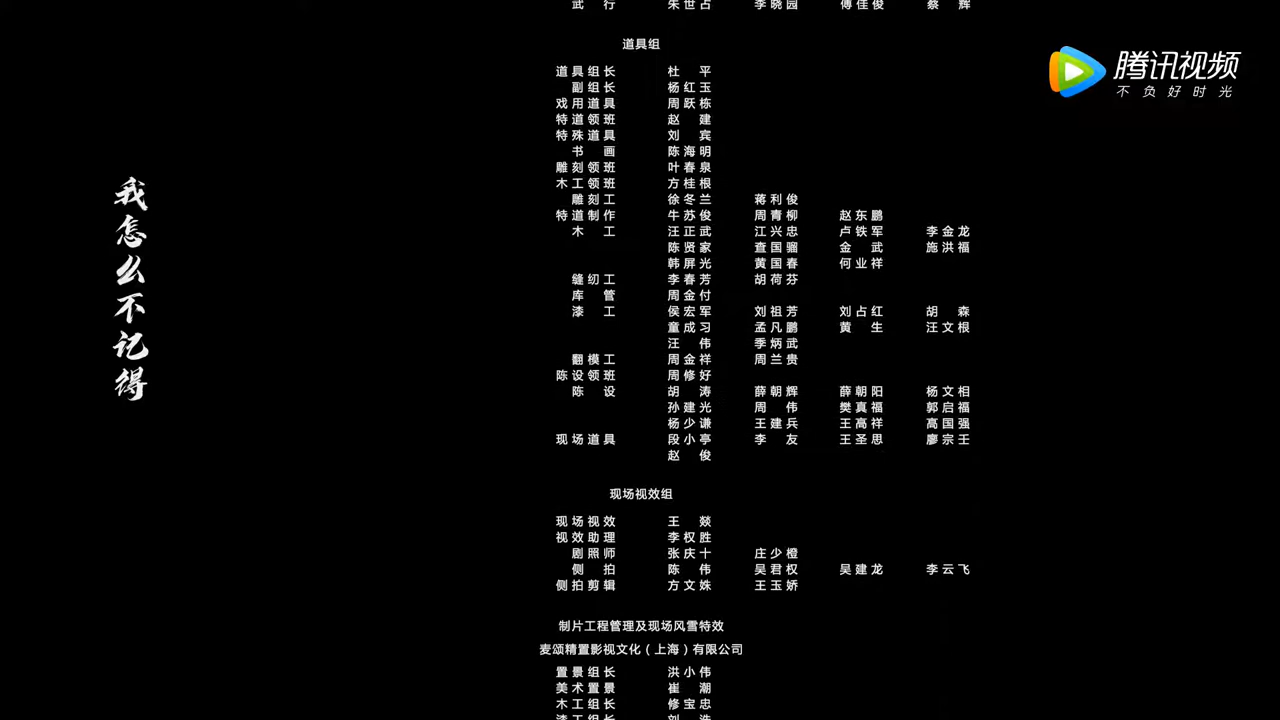 武行 朱世占 李晓园 傅佳俊 蔡辉
道具组
道具组长 杜平
副组长 杨红玉
戏用道具 周跃栋
特道领班 赵建
特殊道具 刘宾
书画 陈海明
雕刻领班 叶春泉
木工领班 方桂根
雕刻工 徐冬兰 蒋利俊
特道制作 牛苏俊 周青柳 赵东鹏
木工 汪正武 江兴忠 卢铁军 李金龙
陈贤家 查国骝 金武 施洪福
韩屏光 黄国春 何业祥
缝纫工 李春芳 胡荷芬
库管 周金付
漆工 侯宏军 刘祖芳 刘占红 胡森
童成习 孟凡鹏 黄生 汪文根
汪伟 季炳武
翻模工 周金祥 周兰贵
陈设领班 周修好
陈设 胡涛 薛朝辉 薛朝阳 杨文相
孙建光 周伟 樊真福 郭启福
杨少谦 王建兵 王高祥 高国强
现场道具 段小亭 李友 王圣思 廖宗王
赵俊
现场视效组
现场视效 王燚
视效助理 李权胜
剧照师 张庆十 庄少橙
侧拍 陈伟 吴君权 吴建龙 李云飞
侧拍剪辑 方文姝 王玉娇
制片工程管理及现场风雪特效
麦颂精置影视文化（上海）有限公司
置景组长 洪小伟
美术置景 崔潮
木工组长 修宝忠
漆工组长 刘浩
我怎么不记得
腾讯视频
不负好时光